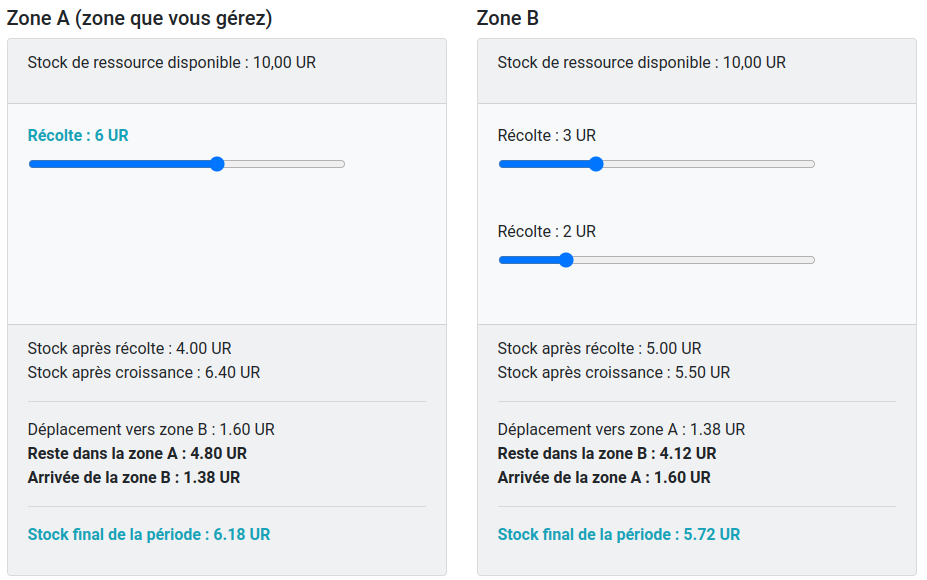 Zone A (zone que vous gérez)
Stock de ressource disponible : 10,00 UR
Récolte : 6 UR
Stock après récolte : 4.00 UR
Stock après croissance : 6.40 UR
Déplacement vers zone B : 1.60 UR
Reste dans la zone A : 4.80 UR
Arrivée de la zone B : 1.38 UR
Stock final de la période : 6.18 UR
Zone B
Stock de ressource disponible : 10,00 UR
Récolte : 3 UR
Récolte : 2 UR
Stock après récolte : 5.00 UR
Stock après croissance : 5.50 UR
Déplacement vers zone A : 1.38 UR
Reste dans la zone B : 4.12 UR
Arrivée de la zone A : 1.60 UR
Stock final de la période : 5.72 UR